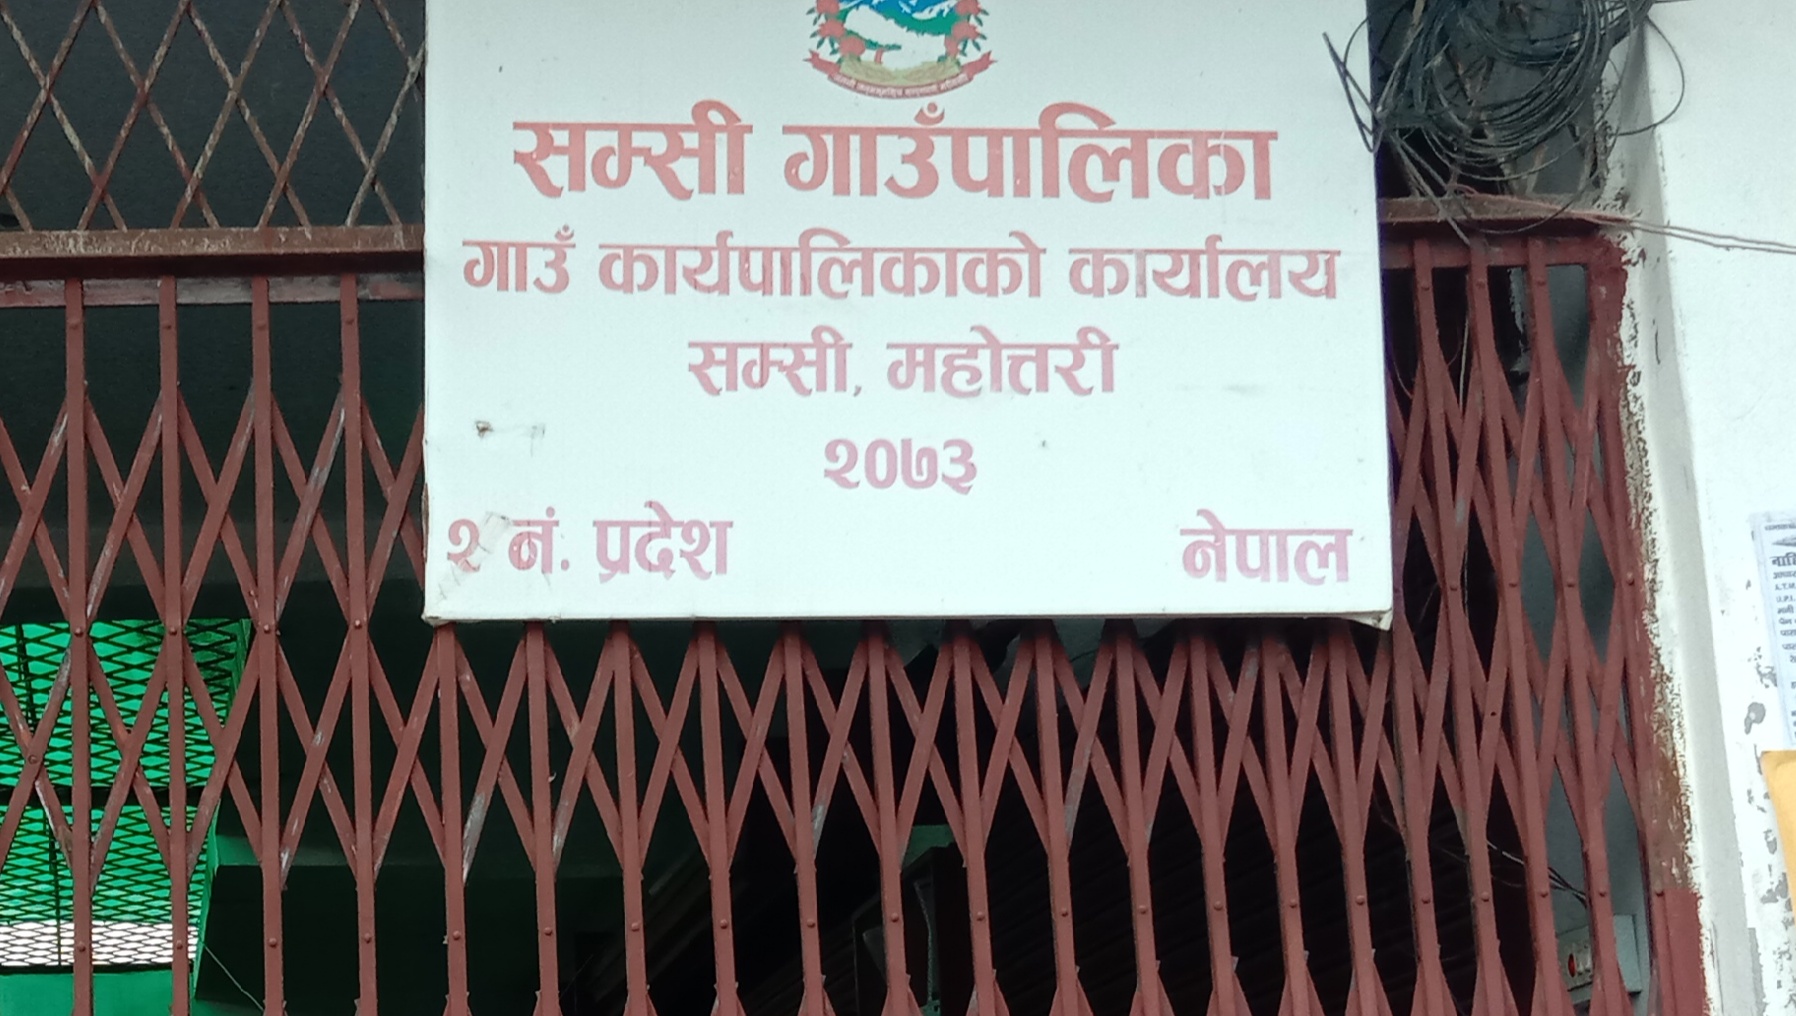 सम्सी गाउँपालिका
गाउँ कार्यपालिकाको कार्यालय
सम्सी, महोत्तरी
२०७३
२ नं. प्रदेश नेपाल